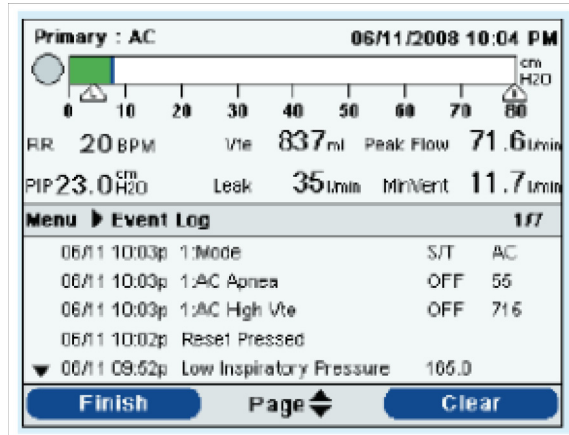 Primary : AC 06/11/2008 10:04 PM
cm
H2O
0 10 20 30 40 50 60 70 80
RR 20 BPM Vte 837 ml Peak Flow 71.6 l/min
PIP 23.0 cm H2O Leak 35 l/min MinVent 11.7 l/min
Menu Event Log 1/7
06/11 10:03p 1:Mode S/T AC
06/11 10:03p 1:AC Apnea OFF 55
06/11 10:03p 1:AC High Vte OFF 716
06/11 10:02p Reset Pressed
06/11 09:52p Low Inspiratory Pressure 165.0
Finish Page Clear